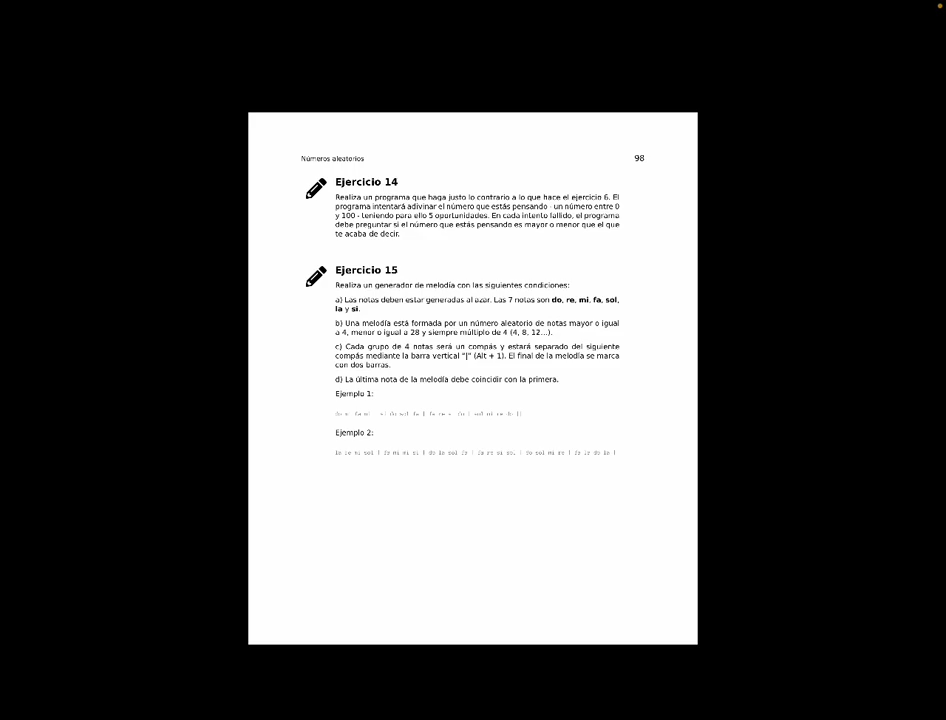 Números aleatorios 98
Ejercicio 14
Realiza un programa que haga justo lo contrario a lo que hace el ejercicio 6. El
programa intentará adivinar el número que estás pensando - un número entre 0
y 100 - teniendo para ello 5 oportunidades. En cada intento fallido, el programa
debe preguntar si el número que estás pensando es mayor o menor que el que
te acaba de decir.
Ejercicio 15
Realiza un generador de melodía con las siguientes condiciones:
a) Las notas deben estar generadas al azar. Las 7 notas son do, re, mi, fa, sol,
la y si.
b) Una melodía está formada por un número aleatorio de notas mayor o igual
a 4, menor o igual a 28 y siempre múltiplo de 4 (4, 8, 12...).
c) Cada grupo de 4 notas será un compás y estará separado del siguiente
compás mediante la barra vertical "|" (Alt + 1). El final de la melodía se marca
con dos barras.
d) La última nota de la melodía debe coincidir con la primera.
Ejemplo 1:
Ejemplo 2: